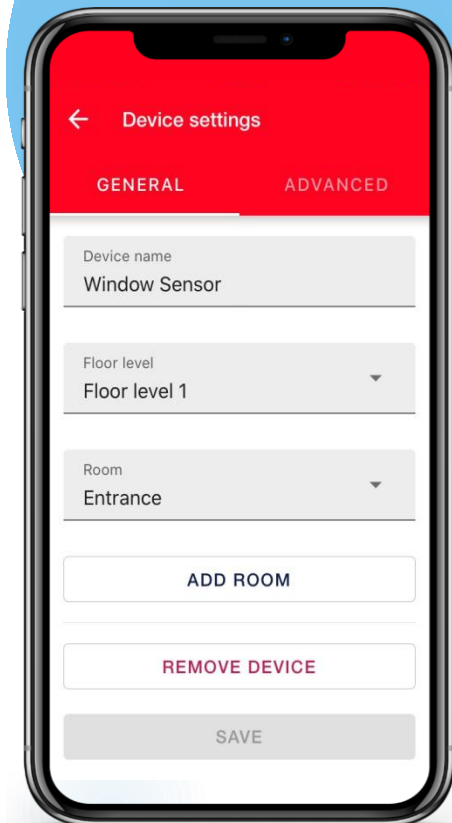 Device settings
GENERAL ADVANCED
Device name
Window Sensor
Floor level
Floor level 1
Room
Entrance
ADD ROOM
REMOVE DEVICE
SAVE